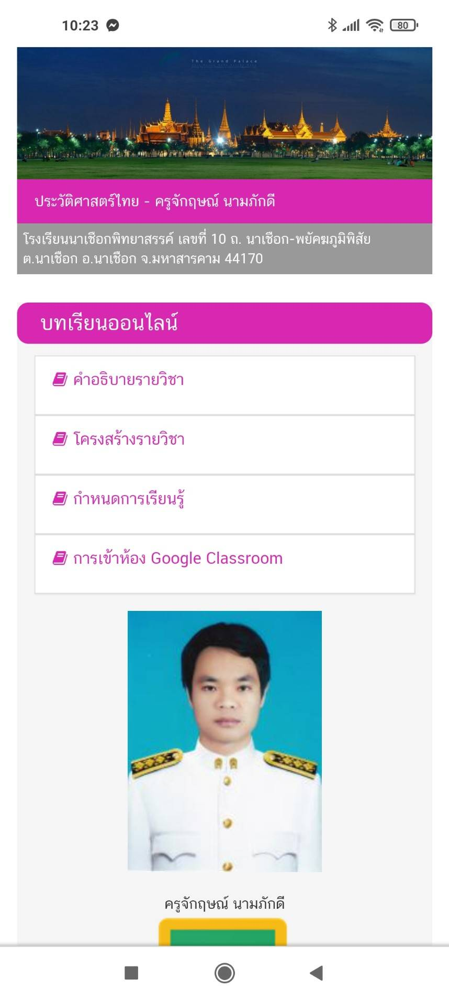 10:23
80
The Grand Palace
ประวัติศาสตร์ไทย - ครูจักฤษณ์ นามภักดี
โรงเรียนนาเชือกพิทยาสรรค์ เลขที่ 10 ถ. นาเชือก-พยัคฆภูมิพิสัย
ต.นาเชือก อ.นาเชือก จ.มหาสารคาม 44170
บทเรียนออนไลน์
คำอธิบายรายวิชา
โครงสร้างรายวิชา
กำหนดการเรียนรู้
การเข้าห้อง Google Classroom
ครูจักฤษณ์ นามภักดี